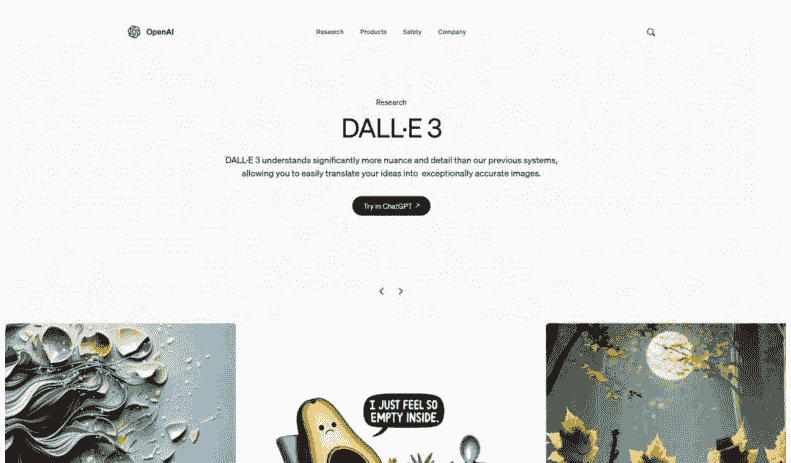 OpenAI
Research Products Safety Company
Research
DALL·E 3
DALL·E 3 understands significantly more nuance and detail than our previous systems,
allowing you to easily translate your ideas into exceptionally accurate images.
Try in ChatGPT ↗
I JUST FEEL SO
EMPTY INSIDE.